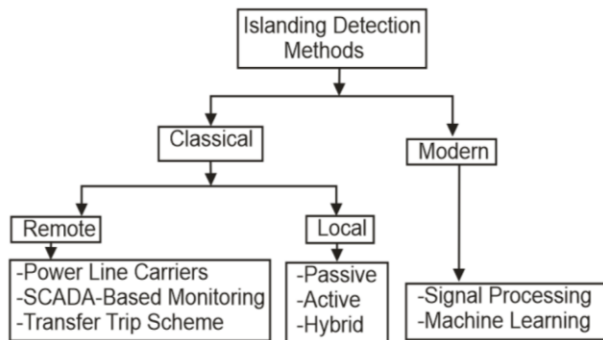 Islanding Detection
Methods
Classical
Modern
Remote
Local
-Power Line Carriers
-SCADA-Based Monitoring
-Transfer Trip Scheme
-Passive
-Active
-Hybrid
-Signal Processing
-Machine Learning